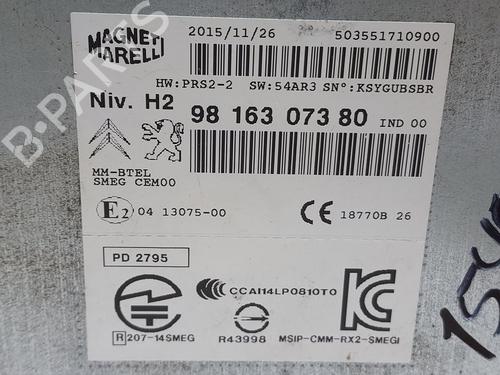 MAGNETI
MARELLI
2015/11/26 503551710900
HW:PRS2-2 SW:54AR3 SN°:KSYGUBSBR
Niv. H2
98 163 073 80 IND 00
MM-BTEL
SMEG CEM00
E2 04 13075-00
CE 18770B 26
PD 2795
CCC CCAI14LP0810T0
R 207-14SMEG
R43998
MSIP-CMM-RX2-SMEGI
B-PARTS